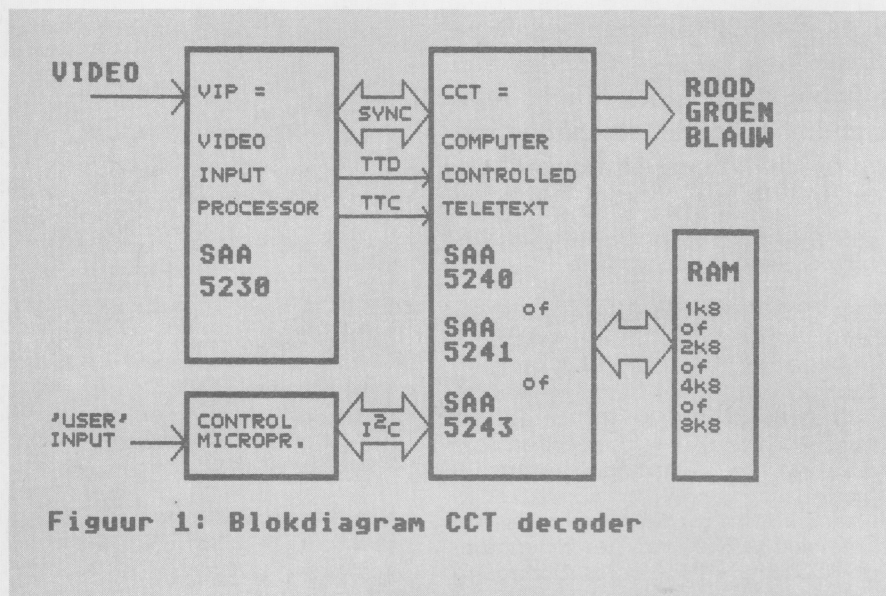 VIDEO
VIP =
VIDEO
INPUT
PROCESSOR
SAA
5230
SYNC
TTD
TTC
CCT =
COMPUTER
CONTROLLED
TELETEXT
SAA
5240
of
SAA
5241
of
SAA
5243
ROOD
GROEN
BLAUW
RAM
1k8
of
2k8
of
4k8
of
8k8
'USER'
INPUT
CONTROL
MICROPR.
I²C
Figuur 1: Blokdiagram CCT decoder